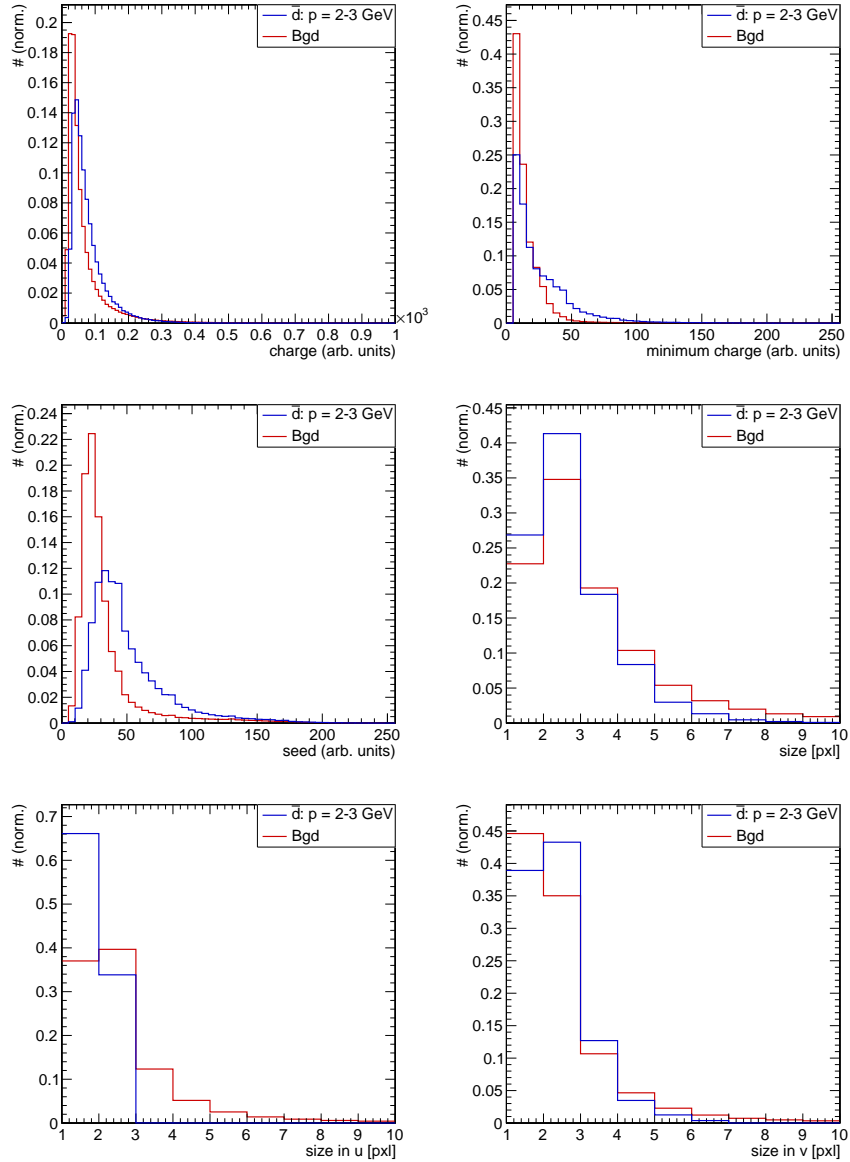 # (norm.)
0.2
0.18
0.16
0.14
0.12
0.1
0.08
0.06
0.04
0.02
0
d̄: p = 2-3 GeV
Bgd
0 0.1 0.2 0.3 0.4 0.5 0.6 0.7 0.8 0.9 1
×10³
charge (arb. units)
# (norm.)
0.45
0.4
0.35
0.3
0.25
0.2
0.15
0.1
0.05
0
d̄: p = 2-3 GeV
Bgd
0 50 100 150 200 250
minimum charge (arb. units)
# (norm.)
0.24
0.22
0.2
0.18
0.16
0.14
0.12
0.1
0.08
0.06
0.04
0.02
0
d̄: p = 2-3 GeV
Bgd
0 50 100 150 200 250
seed (arb. units)
# (norm.)
0.45
0.4
0.35
0.3
0.25
0.2
0.15
0.1
0.05
0
d̄: p = 2-3 GeV
Bgd
1 2 3 4 5 6 7 8 9 10
size [pxl]
# (norm.)
0.7
0.6
0.5
0.4
0.3
0.2
0.1
0
d̄: p = 2-3 GeV
Bgd
1 2 3 4 5 6 7 8 9 10
size in u [pxl]
# (norm.)
0.45
0.4
0.35
0.3
0.25
0.2
0.15
0.1
0.05
0
d̄: p = 2-3 GeV
Bgd
1 2 3 4 5 6 7 8 9 10
size in v [pxl]